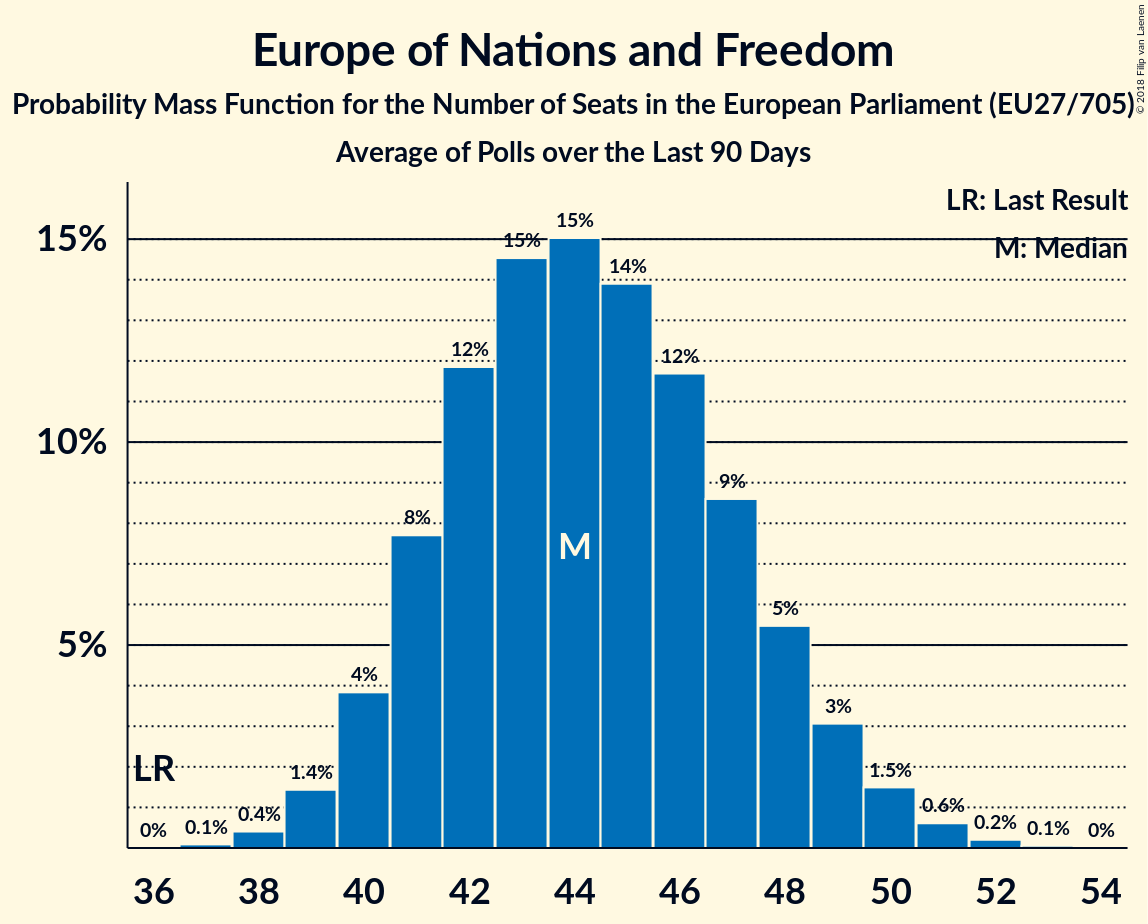 Europe of Nations and Freedom
Probability Mass Function for the Number of Seats in the European Parliament (EU27/705)
Average of Polls over the Last 90 Days
© 2018 Filip van Laenen
LR: Last Result
M: Median
15%
10%
5%
0%
0.1%
0.4%
1.4%
4%
8%
12%
15%
15%
14%
12%
9%
5%
3%
1.5%
0.6%
0.2%
0.1%
0%
LR
M
36 38 40 42 44 46 48 50 52 54